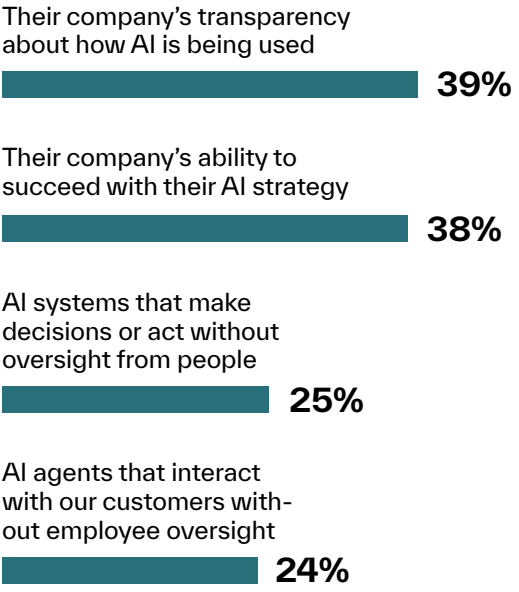 Their company’s transparency
about how AI is being used
39%
Their company’s ability to
succeed with their AI strategy
38%
AI systems that make
decisions or act without
oversight from people
25%
AI agents that interact
with our customers with-
out employee oversight
24%